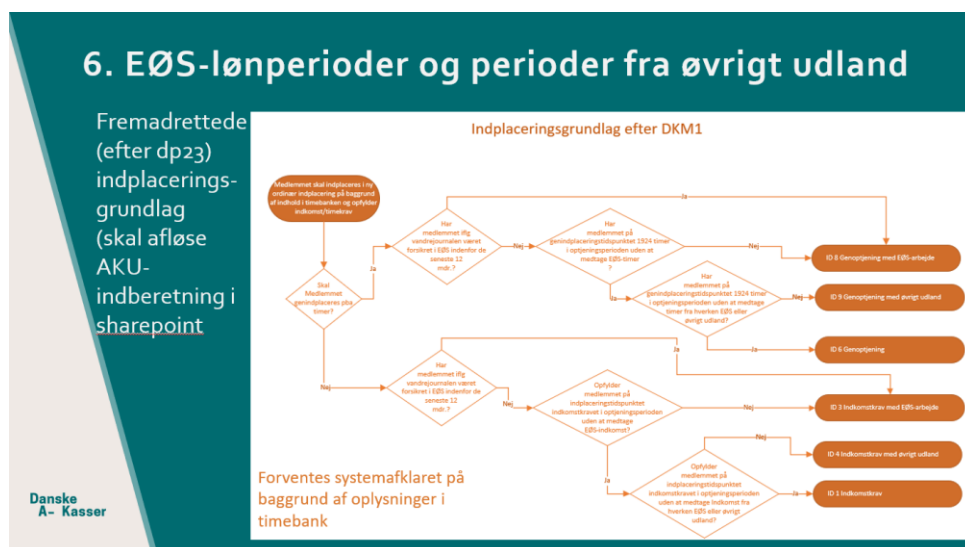 6. EØS-lønperioder og perioder fra øvrigt udland
Fremadrettede
(efter dp23)
indplacerings-
grundlag
(skal afløse
AKU-
indberetning i
sharepoint
Indplaceringsgrundlag efter DKM1
Medlemmet skal indplaceres i ny
ordinær indplacering på baggrund
af indhold i timebanken og opfylder
indkomst/timekrav
Skal
Medlemmet
genindplaceres pba
timer?
Ja
Har
medlemmet iflg
vandrejournalen været
forsikret i EØS indenfor de
seneste 12
mdr.?
Ja
Nej
Har
medlemmet på
genindplaceringstidspunktet 1924 timer
i optjeningsperioden uden at
medtage EØS-timer
?
Nej
ID 8 Genoptjening med EØS-arbejde
Ja
Har
medlemmet på
genindplaceringstidspunktet 1924 timer
i optjeningsperioden uden at medtage
timer fra hverken EØS eller
øvrigt udland?
Nej
ID 9 Genoptjening med øvrigt udland
Ja
ID 6 Genoptjening
Nej
Har
medlemmet iflg
vandrejournalen været
forsikret i EØS indenfor de
seneste 12
mdr.?
Ja
Nej
Opfylder
medlemmet på
indplaceringstidspunktet
indkomstkravet i optjeningsperioden
uden at medtage
EØS-indkomst?
Nej
ID 3 Indkomstkrav med EØS-arbejde
Ja
Opfylder
medlemmet på
indplaceringstidspunktet
indkomstkravet i optjeningsperioden
uden at medtage indkomst fra
hverken EØS eller øvrigt
udland?
Nej
ID 4 Indkomstkrav med øvrigt udland
Ja
ID 1 Indkomstkrav
Forventes systemafklaret på
baggrund af oplysninger i
timebank
Danske
A- Kasser